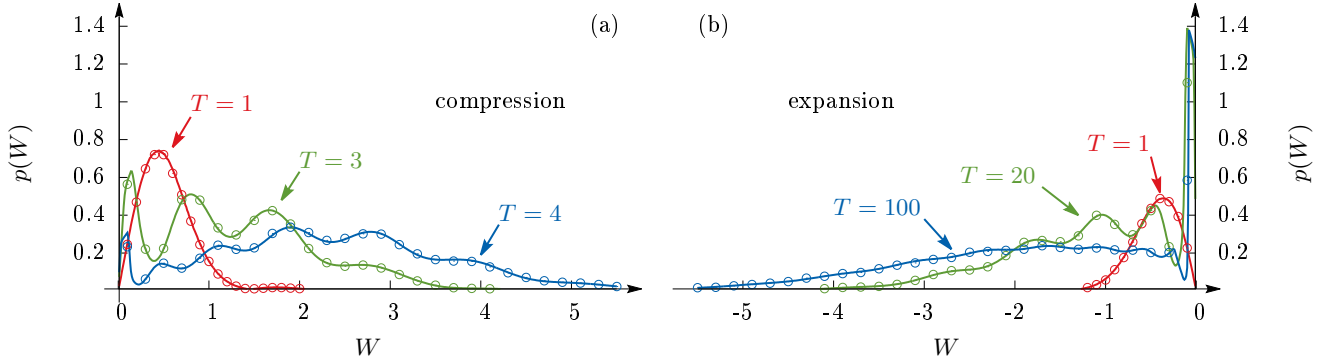 (a)
(b)
compression
expansion
T = 1
T = 3
T = 4
T = 1
T = 20
T = 100
1.4
1.2
1
0.8
0.6
0.4
0.2
p(W)
0 1 2 3 4 5
W
1.4
1.2
1
0.8
0.6
0.4
0.2
p(W)
-5 -4 -3 -2 -1 0
W